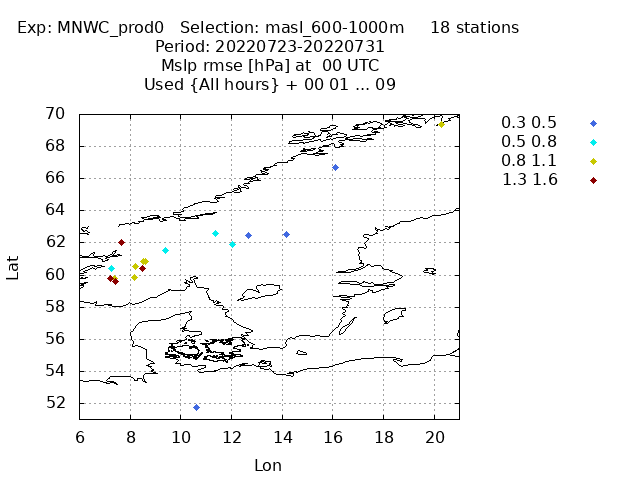 Exp: MNWC_prod0 Selection: masl_600-1000m 18 stations
Period: 20220723-20220731
Mslp rmse [hPa] at 00 UTC
Used {All hours} + 00 01 ... 09
0.3 0.5
0.5 0.8
0.8 1.1
1.3 1.6
70
68
66
64
62
60
58
56
54
52
Lat
6 8 10 12 14 16 18 20
Lon